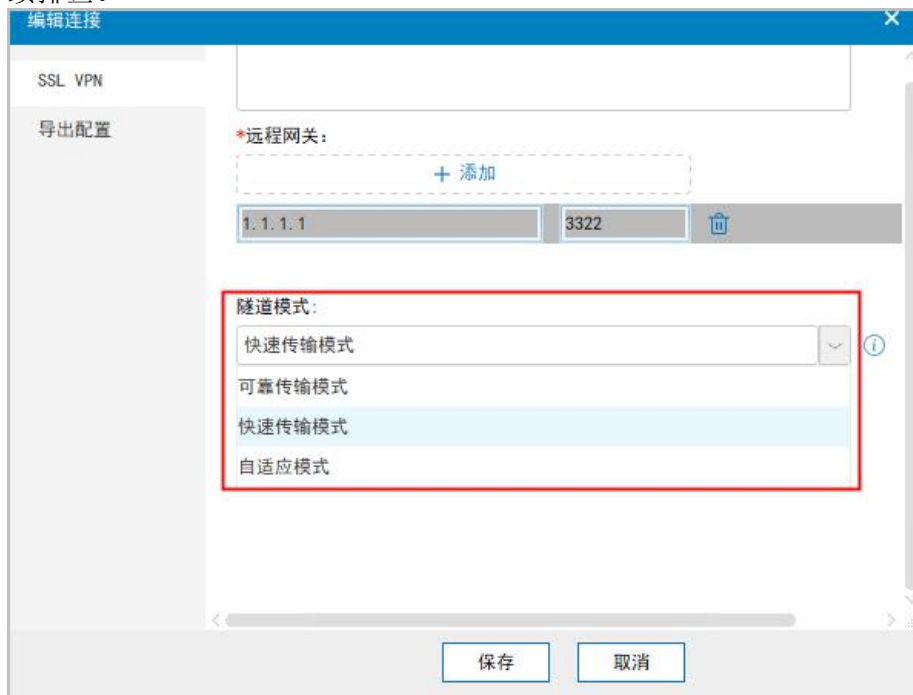 编辑连接
SSL VPN
导出配置
*远程网关:
+ 添加
1.1.1.1 3322
隧道模式:
快速传输模式
可靠传输模式
快速传输模式
自适应模式
保存 取消